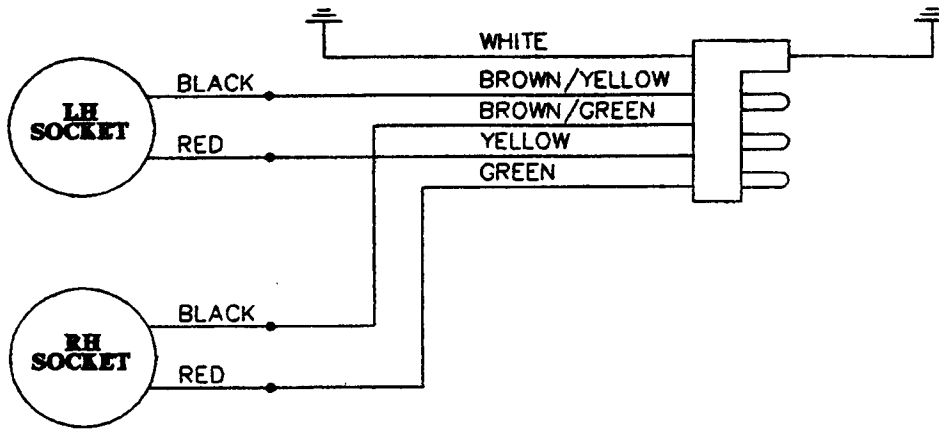 WHITE
BLACK
BROWN/YELLOW
LH
SOCKET
BROWN/GREEN
RED
YELLOW
GREEN
BLACK
RH
SOCKET
RED